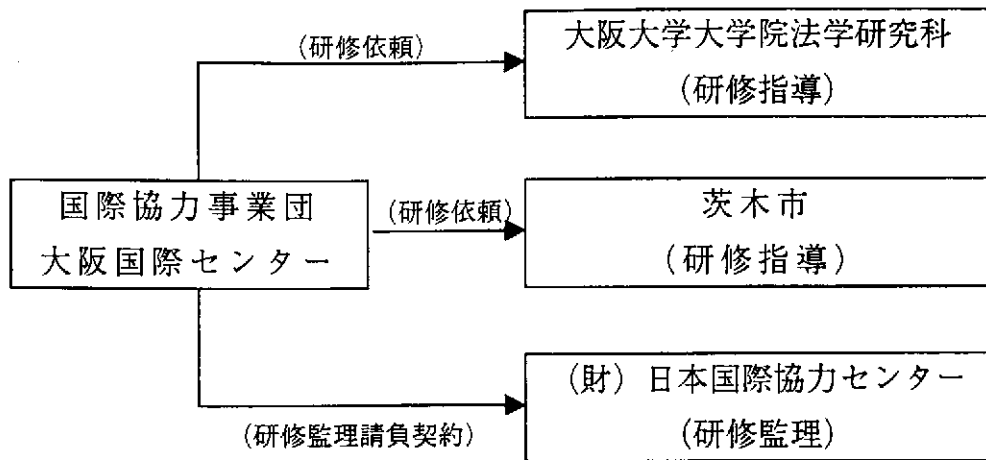 (研修依頼)
大阪大学大学院法学研究科
(研修指導)
国際協力事業団
大阪国際センター
(研修依頼)
茨木市
(研修指導)
(研修監理請負契約)
(財)日本国際協力センター
(研修監理)